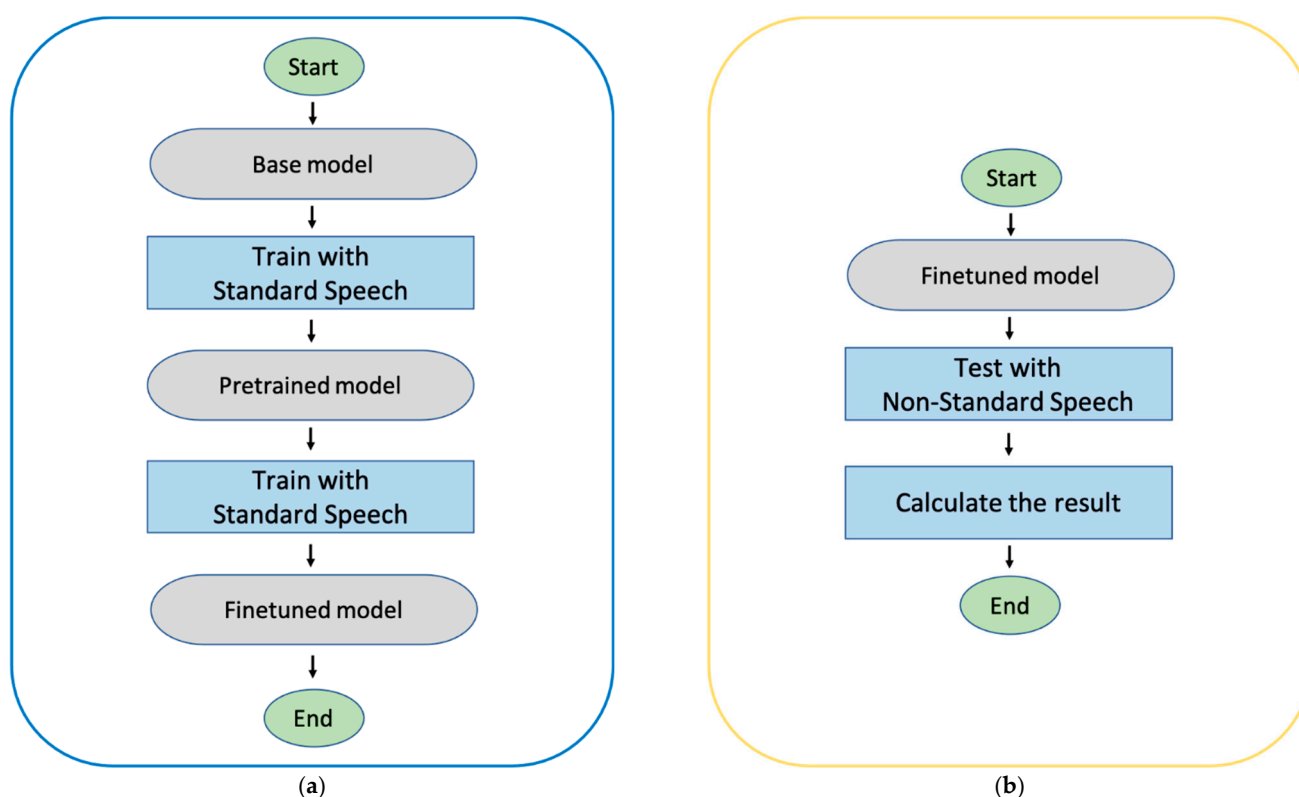 Start
Base model
Train with
Standard Speech
Pretrained model
Train with
Standard Speech
Finetuned model
End
(a)
Start
Finetuned model
Test with
Non-Standard Speech
Calculate the result
End
(b)